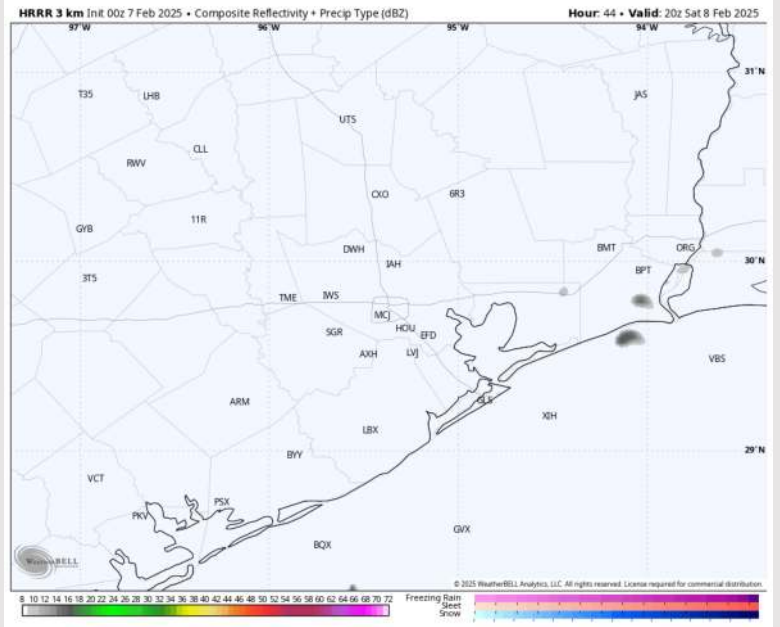 HRRR 3 km Init 00z 7 Feb 2025 • Composite Reflectivity + Precip Type (dBZ)
Hour: 44 • Valid: 20z Sat 8 Feb 2025
97°W 96°W 95°W 94°W
31°N
T35 LHB JAS
UTS
CLL
RWV
CXO 6R3
11R
GYB
DWH BMT ORG
IAH 30°N
3T5 BPT
TME IWS
MCJ
SGR HOU EFD
AXH LVJ VBS
ARM GLS
XIH
LBX
BYY 29°N
VCT
PSX
PKV
GVX
BQX
WeatherBELL
© 2025 WeatherBELL Analytics, LLC. All rights reserved. License required for commercial distribution.
8 10 12 14 16 18 20 22 24 26 28 30 32 34 36 38 40 42 44 46 48 50 52 54 56 58 60 62 64 66 68 70 72
Freezing Rain
Sleet
Snow